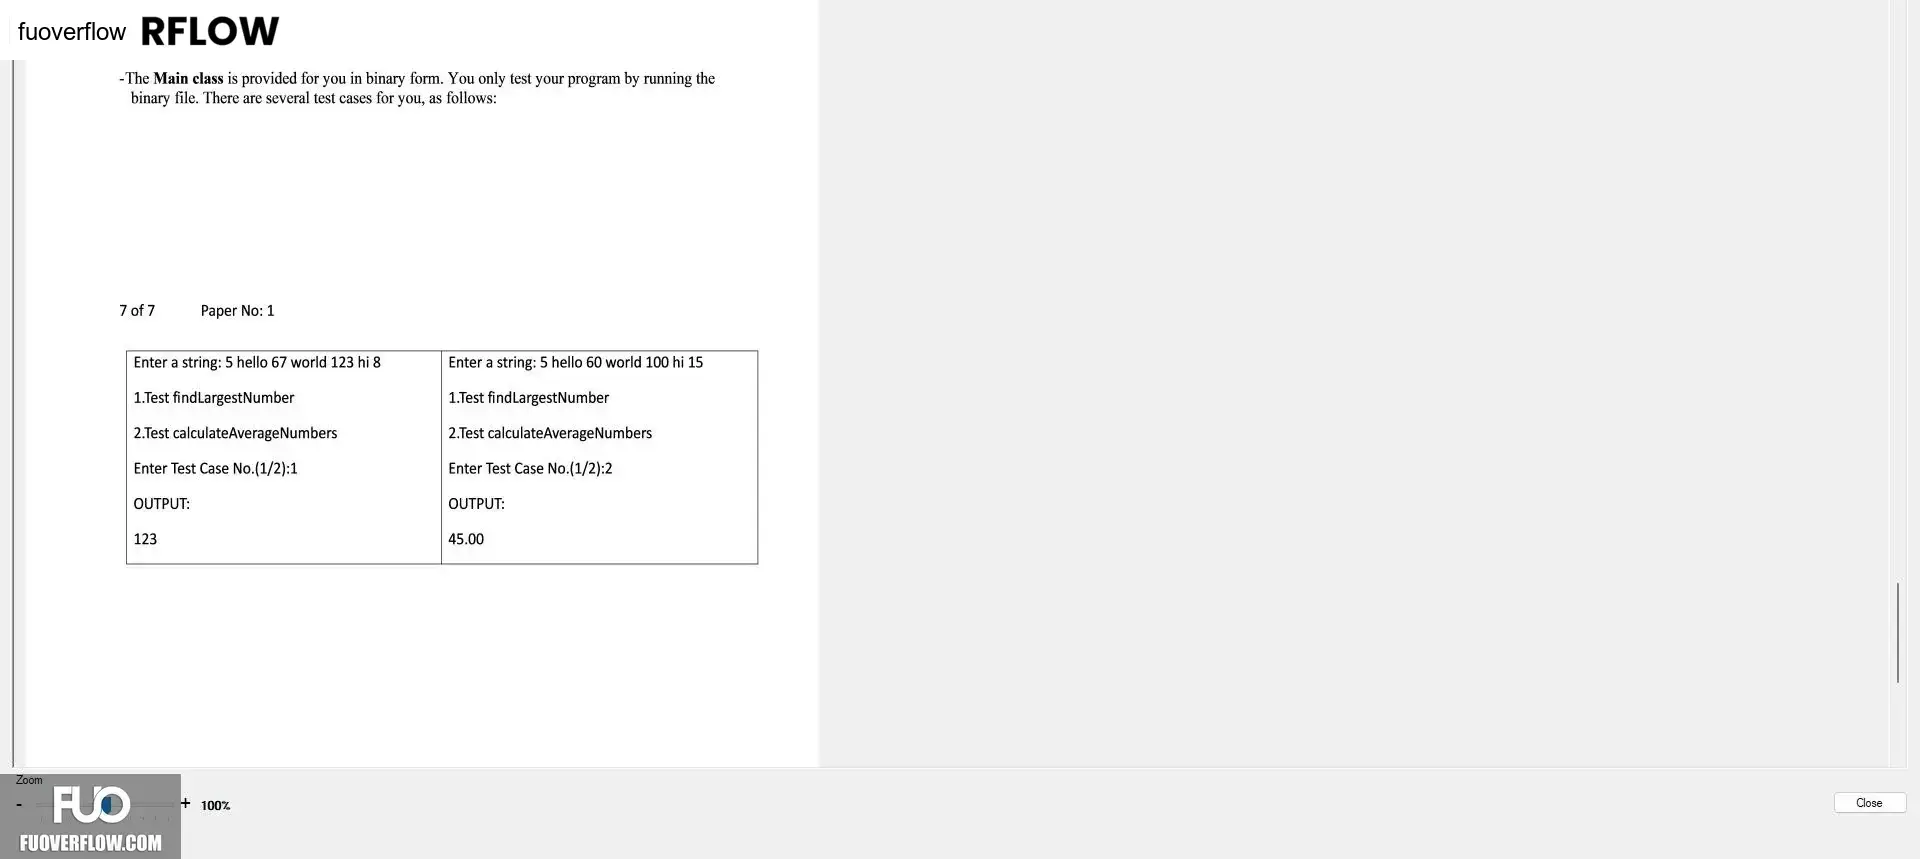 fuoverflow RFLOW
-The Main class is provided for you in binary form. You only test your program by running the
binary file. There are several test cases for you, as follows:
7 of 7 Paper No: 1
Enter a string: 5 hello 67 world 123 hi 8
1.Test findLargestNumber
2.Test calculateAverageNumbers
Enter Test Case No.(1/2):1
OUTPUT:
123
Enter a string: 5 hello 60 world 100 hi 15
1.Test findLargestNumber
2.Test calculateAverageNumbers
Enter Test Case No.(1/2):2
OUTPUT:
45.00
Zoom
- + 100%
Close
FUO
FUOVERFLOW.COM